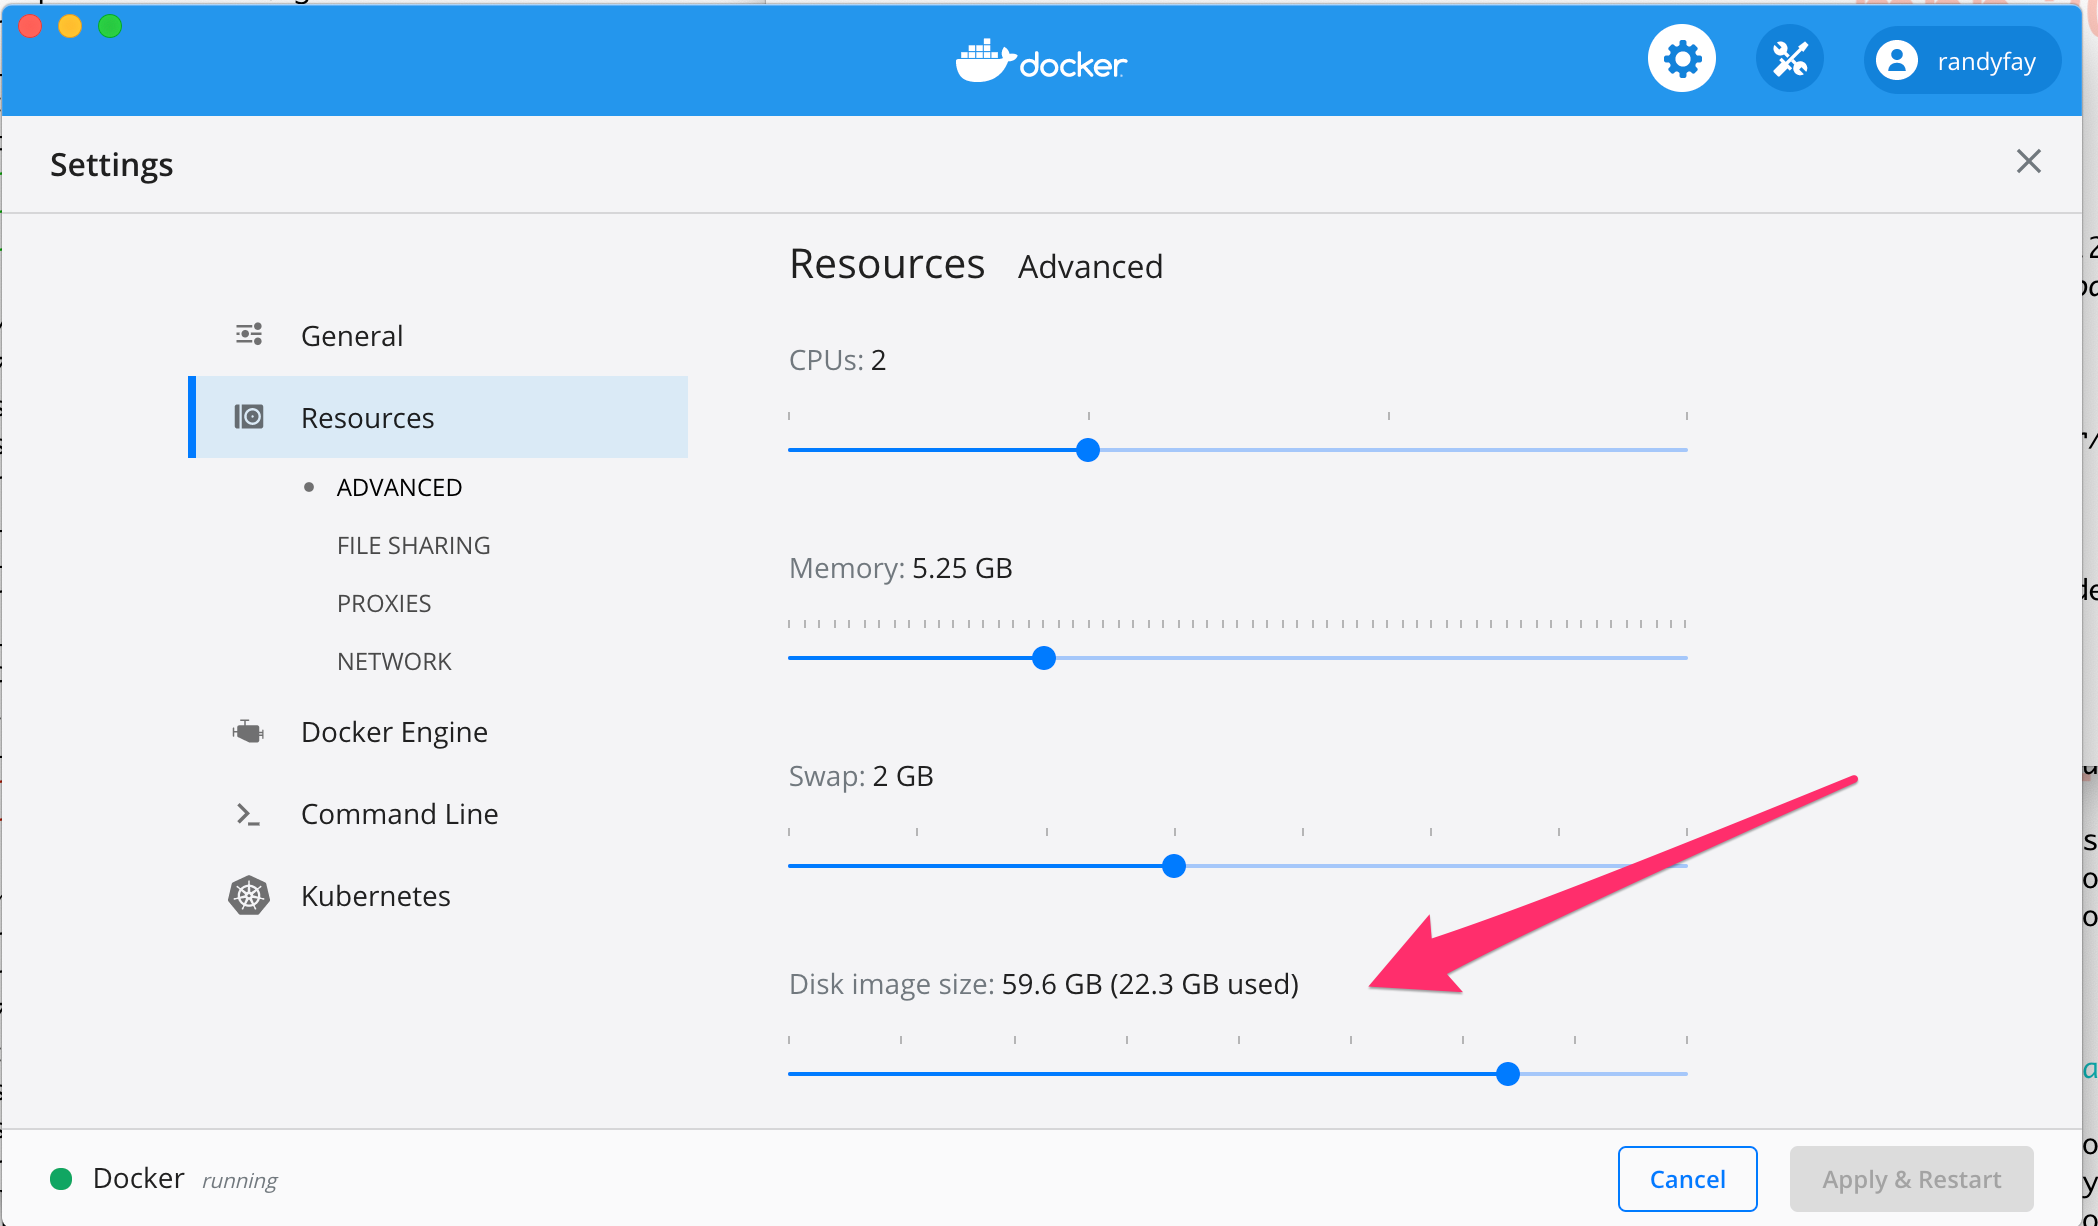 docker
randyfay
Settings
Resources Advanced
General
CPUs: 2
Resources
ADVANCED
FILE SHARING
Memory: 5.25 GB
PROXIES
NETWORK
Docker Engine
Swap: 2 GB
Command Line
Kubernetes
Disk image size: 59.6 GB (22.3 GB used)
Docker running
Cancel
Apply & Restart